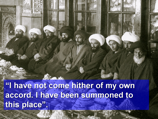 “I have not come hither of my own
accord. I have been summoned to
this place”.